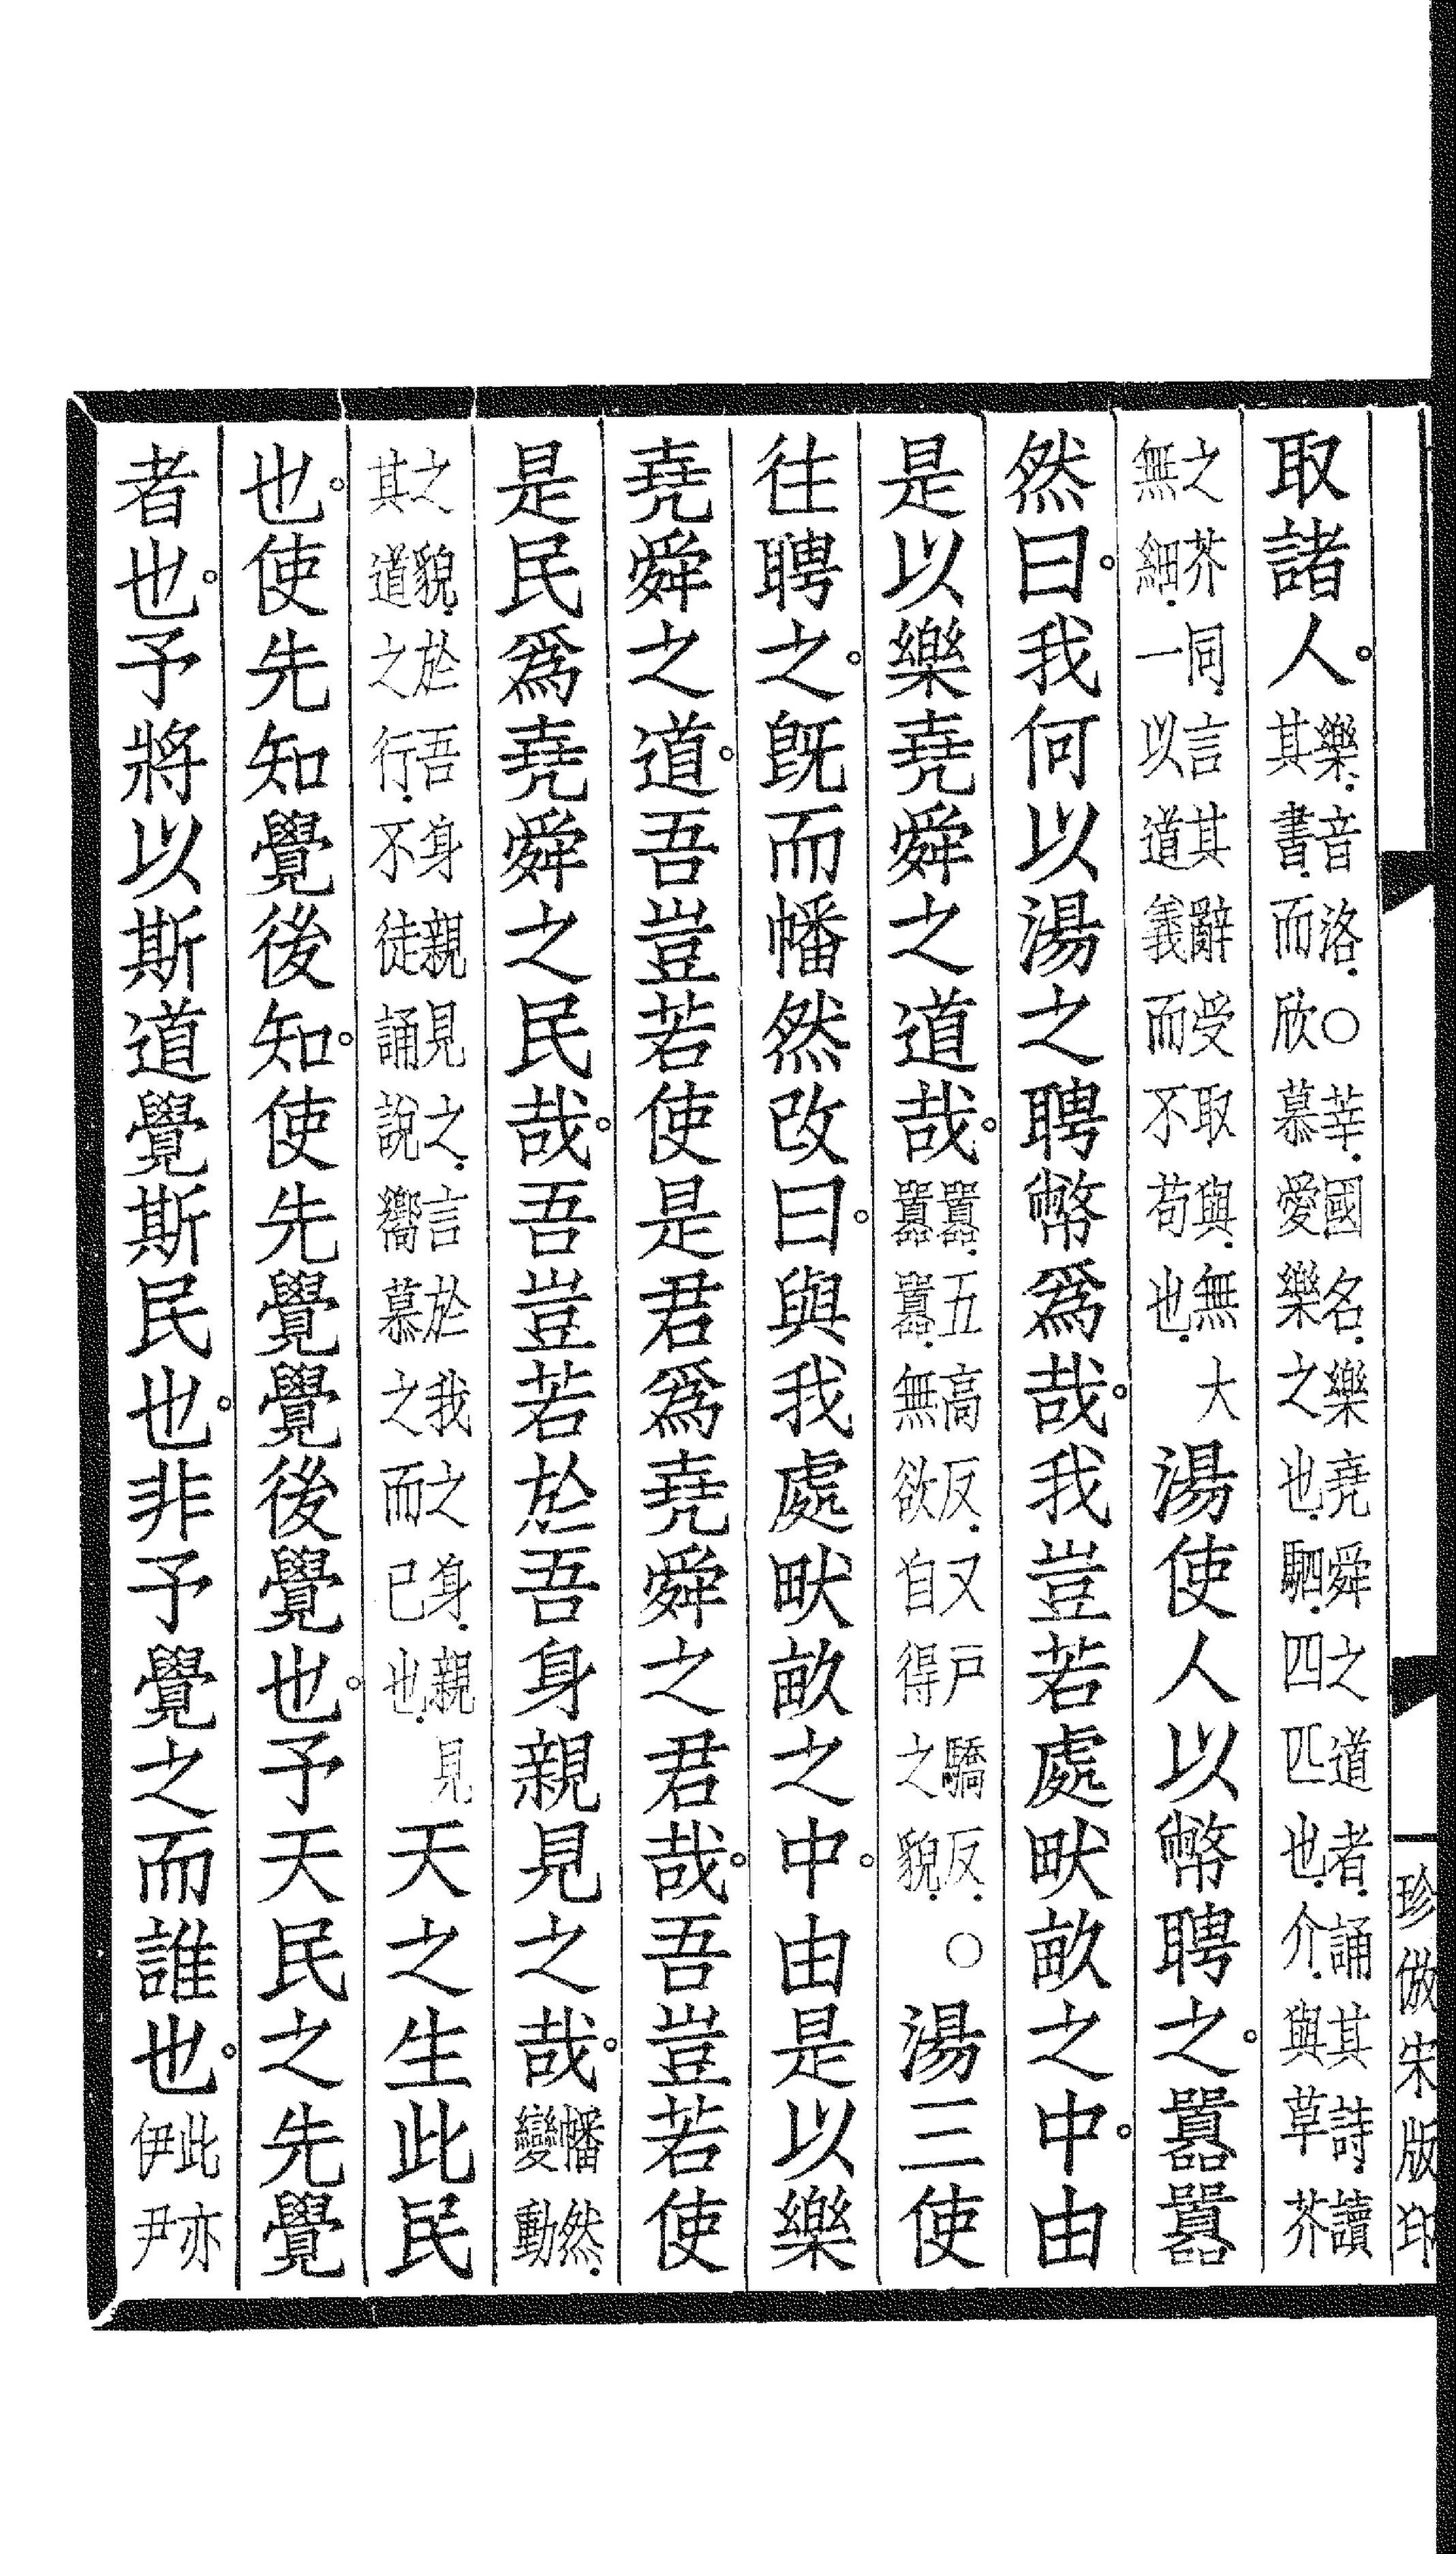 珍倣宋版印
取諸人。樂.音洛.○莘.國名.樂堯舜之道者.誦其詩.讀其書.而欣慕愛樂之也.駟.四匹也.介.與草芥
之芥同.言其辭受取與.無大無細.一以道義而不苟也.湯使人以幣聘之。囂囂
然曰。我何以湯之聘幣爲哉。我豈若處畎畝之中。由
是以樂堯舜之道哉。囂.五高反.又戶驕反.○囂囂.無欲自得之貌.湯三使
往聘之。旣而幡然改曰。與我處畎畝之中。由是以樂
堯舜之道。吾豈若使是君爲堯舜之君哉。吾豈若使
是民爲堯舜之民哉。吾豈若於吾身親見之哉。幡然.變動
之貌.於吾身親見之.言於我之身.親見其道之行.不徒誦說嚮慕之而已也.天之生此民
也。使先知覺後知。使先覺覺後覺也。予天民之先覺
者也。予將以斯道覺斯民也。非予覺之而誰也。此亦伊尹